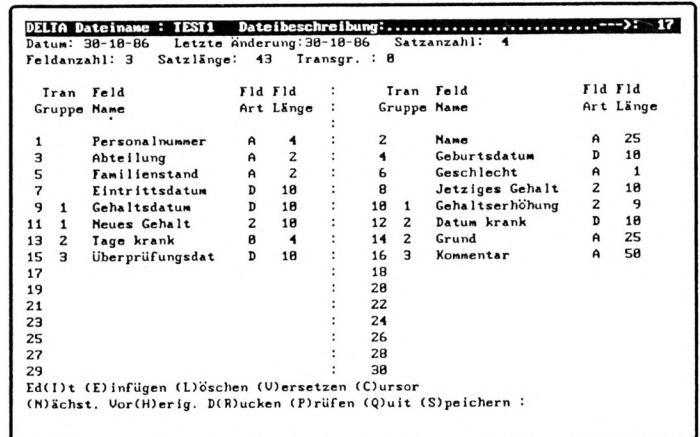 DELTA Dateiname : TEST1 Dateibeschreibung:..............................--->: 17
Datum: 30-10-86 Letzte Änderung:30-10-86 Satzanzahl: 4
Feldanzahl: 3 Satzlänge: 43 Transgr. : 0
Tran Feld Fld Fld : Tran Feld Fld Fld
Gruppe Name Art Länge : Gruppe Name Art Länge
:
1 Personalnummer A 4 : 2 Name A 25
3 Abteilung A 2 : 4 Geburtsdatum D 10
5 Familienstand A 2 : 6 Geschlecht A 1
7 Eintrittsdatum D 10 : 8 Jetziges Gehalt 2 10
9 1 Gehaltsdatum D 10 : 10 1 Gehaltserhöhung 2 9
11 1 Neues Gehalt 2 10 : 12 2 Datum krank D 10
13 2 Tage krank 0 4 : 14 2 Grund A 25
15 3 Überprüfungsdat D 10 : 16 3 Kommentar A 50
17 : 18
19 : 20
21 : 22
23 : 24
25 : 26
27 : 28
29 : 30
Ed(I)t (E)infügen (L)öschen (V)ersetzen (C)ursor
(N)ächst. Vor(H)erig. D(R)ucken (P)rüfen (Q)uit (S)peichern :